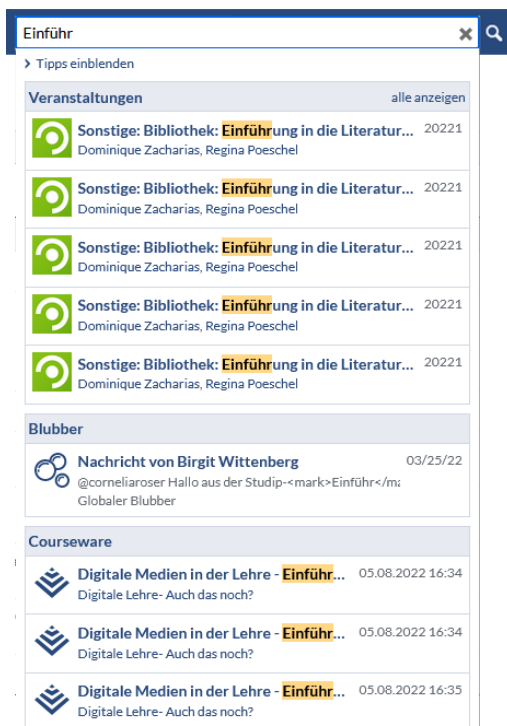 Einführ
Tipps einblenden
Veranstaltungen alle anzeigen
Sonstige: Bibliothek: Einführung in die Literatur... 20221
Dominique Zacharias, Regina Poeschel
Sonstige: Bibliothek: Einführung in die Literatur... 20221
Dominique Zacharias, Regina Poeschel
Sonstige: Bibliothek: Einführung in die Literatur... 20221
Dominique Zacharias, Regina Poeschel
Sonstige: Bibliothek: Einführung in die Literatur... 20221
Dominique Zacharias, Regina Poeschel
Sonstige: Bibliothek: Einführung in die Literatur... 20221
Dominique Zacharias, Regina Poeschel
Blubber
Nachricht von Birgit Wittenberg 03/25/22
@corneliaroser Hallo aus der Studip-<mark>Einführ</ma
Globaler Blubber
Courseware
Digitale Medien in der Lehre - Einführ... 05.08.2022 16:34
Digitale Lehre- Auch das noch?
Digitale Medien in der Lehre - Einführ... 05.08.2022 16:34
Digitale Lehre- Auch das noch?
Digitale Medien in der Lehre - Einführ... 05.08.2022 16:35
Digitale Lehre- Auch das noch?